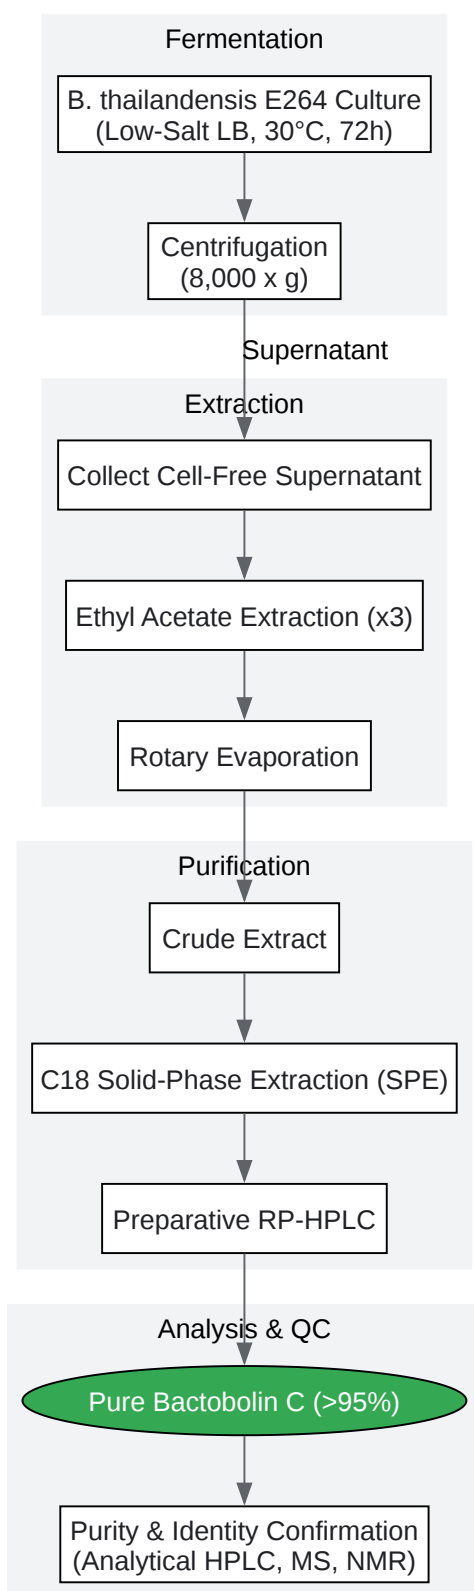 Fermentation
B. thailandensis E264 Culture
(Low-Salt LB, 30°C, 72h)
Centrifugation
(8,000 x g)
Supernatant
Extraction
Collect Cell-Free Supernatant
Ethyl Acetate Extraction (x3)
Rotary Evaporation
Purification
Crude Extract
C18 Solid-Phase Extraction (SPE)
Preparative RP-HPLC
Analysis & QC
Pure Bactobolin C (>95%)
Purity & Identity Confirmation
(Analytical HPLC, MS, NMR)